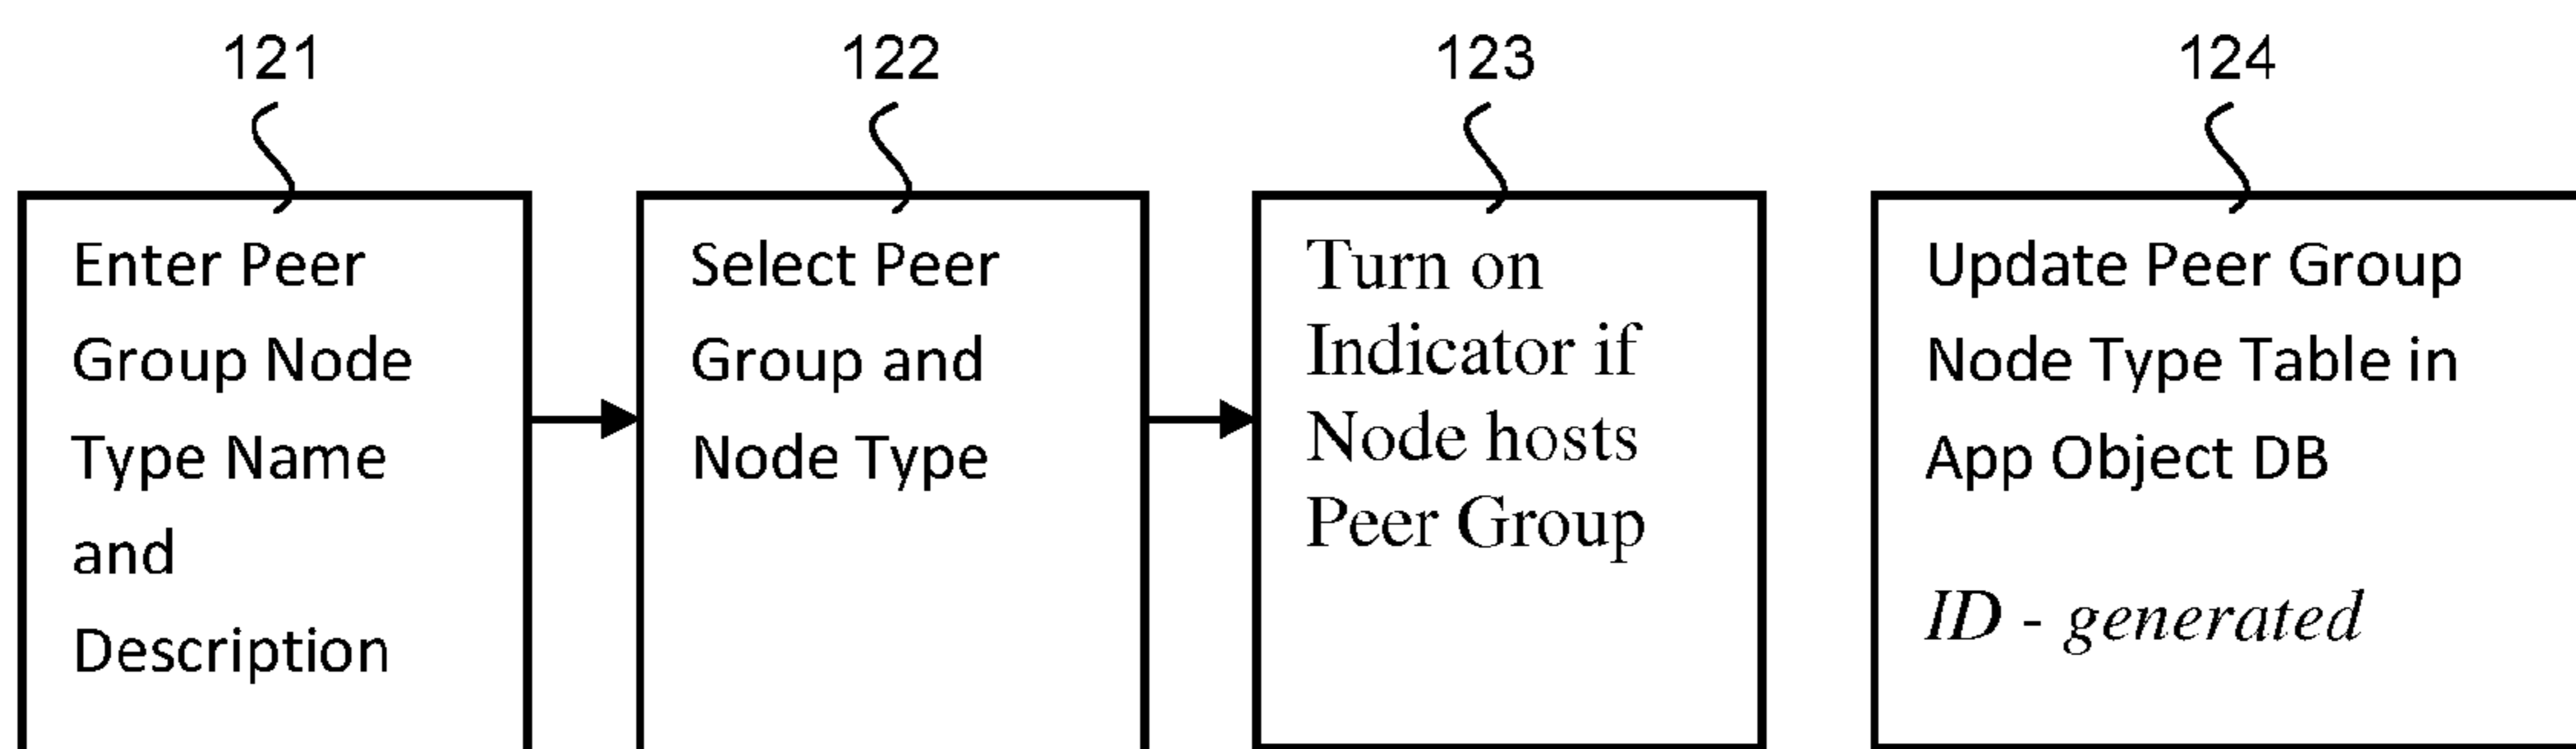 121
122
123
124
Enter Peer
Group Node
Type Name
and
Description
Select Peer
Group and
Node Type
Turn on
Indicator if
Node hosts
Peer Group
Update Peer Group
Node Type Table in
App Object DB
ID - generated